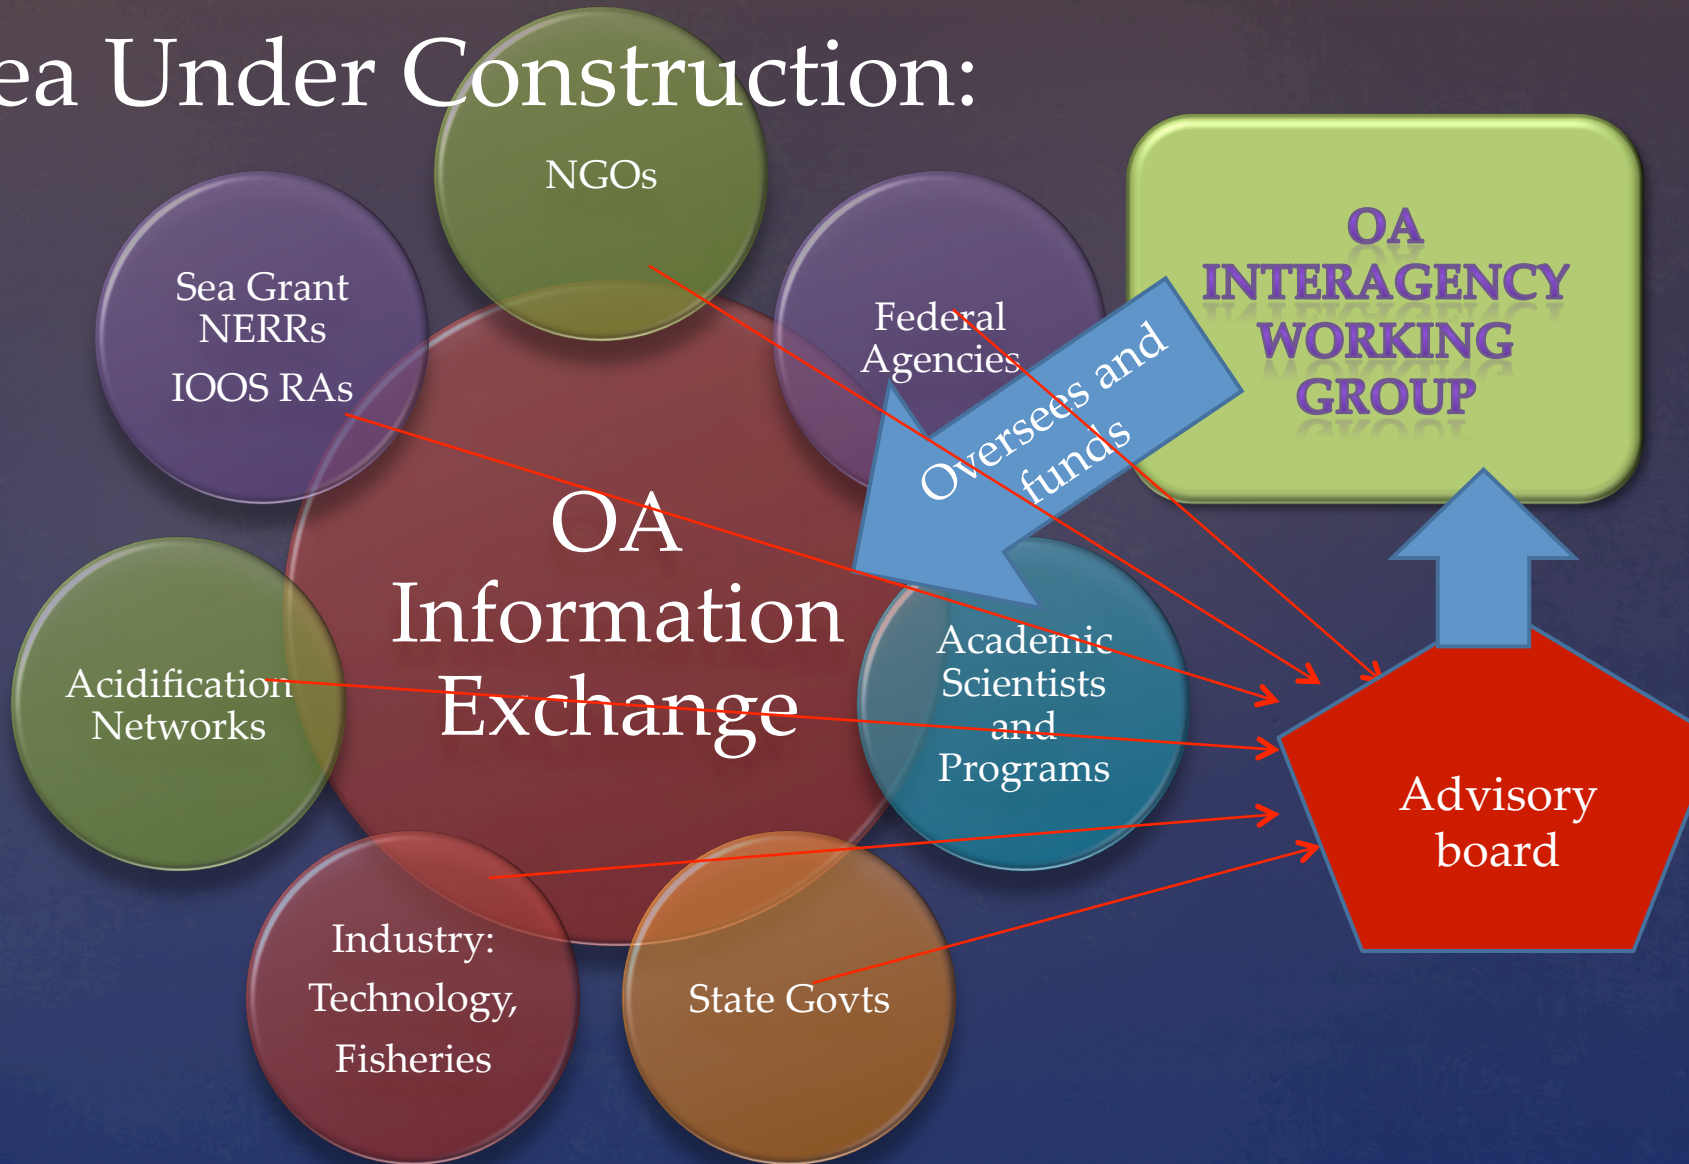 ea Under Construction:
NGOs
Sea Grant
NERRs
IOOS RAs
Federal
Agencies
OA
INTERAGENCY
WORKING
GROUP
Oversees and
funds
OA
Information
Exchange
Acidification
Networks
Academic
Scientists
and
Programs
Advisory
board
Industry:
Technology,
Fisheries
State Govts